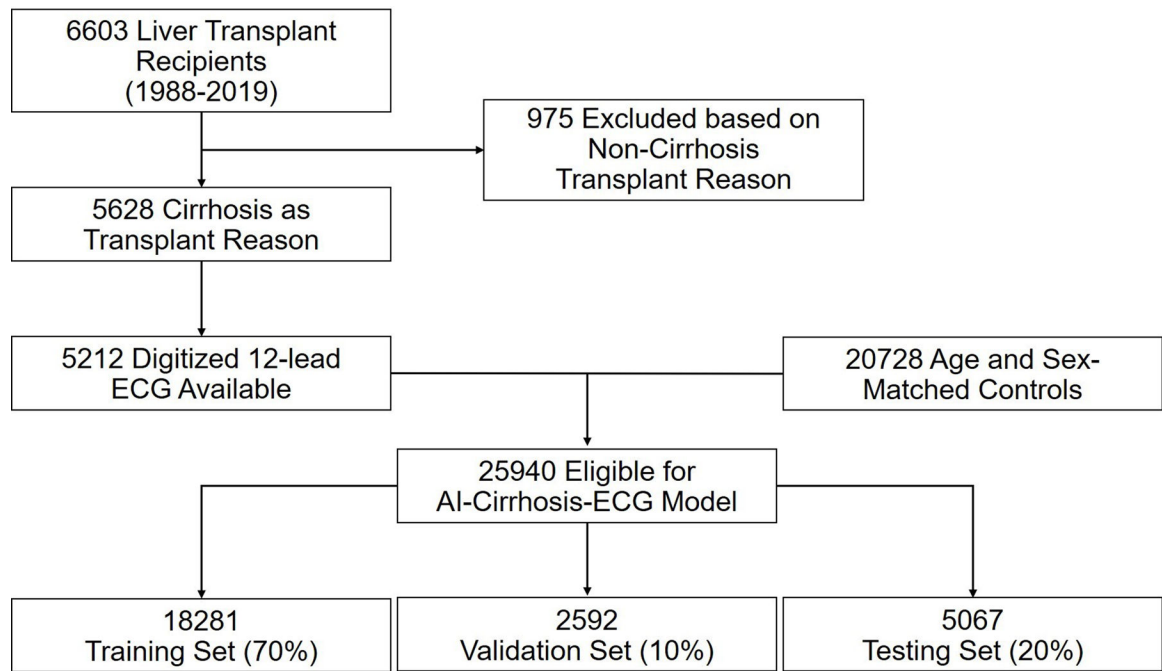 6603 Liver Transplant
Recipients
(1988-2019)
975 Excluded based on
Non-Cirrhosis
Transplant Reason
5628 Cirrhosis as
Transplant Reason
5212 Digitized 12-lead
ECG Available
20728 Age and Sex-
Matched Controls
25940 Eligible for
AI-Cirrhosis-ECG Model
18281
Training Set (70%)
2592
Validation Set (10%)
5067
Testing Set (20%)